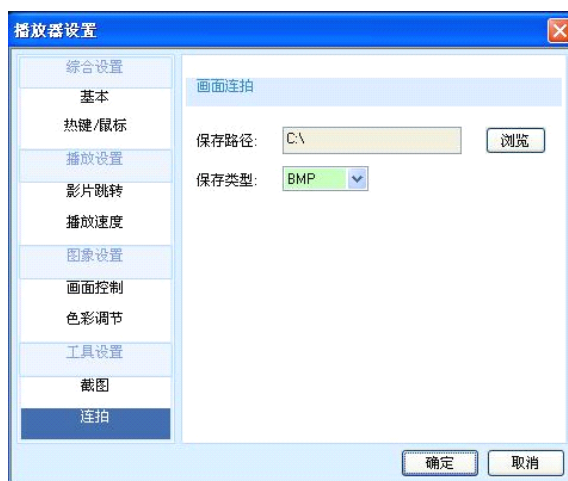 播放器设置
综合设置
基本
热键/鼠标
播放设置
影片跳转
播放速度
图象设置
画面控制
色彩调节
工具设置
截图
连拍
画面连拍
保存路径: C:\ 浏览
保存类型: BMP
确定 取消